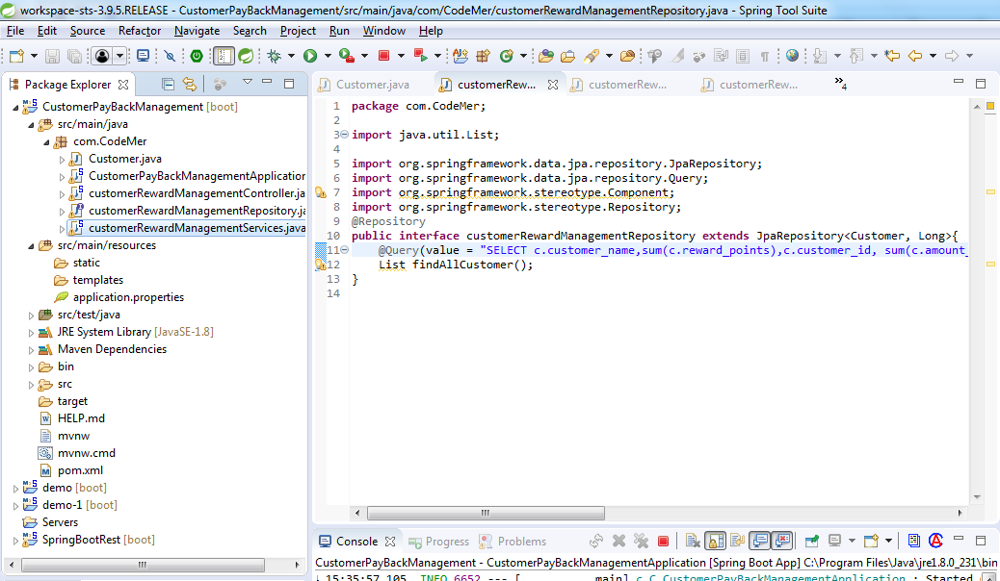 workspace-sts-3.9.5.RELEASE - CustomerPayBackManagement/src/main/java/com/CodeMer/customerRewardManagementRepository.java - Spring Tool Suite
File Edit Source Refactor Navigate Search Project Run Window Help
Package Explorer
CustomerPayBackManagement [boot]
src/main/java
com.CodeMer
Customer.java
CustomerPayBackManagementApplication
customerRewardManagementController.ja
customerRewardManagementRepository.ja
customerRewardManagementServices.java
src/main/resources
static
templates
application.properties
src/test/java
JRE System Library [JavaSE-1.8]
Maven Dependencies
bin
src
target
HELP.md
mvnw
mvnw.cmd
pom.xml
demo [boot]
demo-1 [boot]
Servers
SpringBootRest [boot]
Customer.java customerRew... customerRew... customerRew... »4
1 package com.CodeMer;
2
3 import java.util.List;
4
5 import org.springframework.data.jpa.repository.JpaRepository;
6 import org.springframework.data.jpa.repository.Query;
7 import org.springframework.stereotype.Component;
8 import org.springframework.stereotype.Repository;
9 @Repository
10 public interface customerRewardManagementRepository extends JpaRepository<Customer, Long>{
11 @Query(value = "SELECT c.customer_name,sum(c.reward_points),c.customer_id, sum(c.amount_
12 List findAllCustomer();
13 }
14
Console Progress Problems
CustomerPayBackManagement - CustomerPayBackManagementApplication [Spring Boot App] C:\Program Files\Java\jre1.8.0_231\bin
15:35:57.105 INFO 6652 --- [ main] c.C.CustomerPayBackManagementApplication : Started